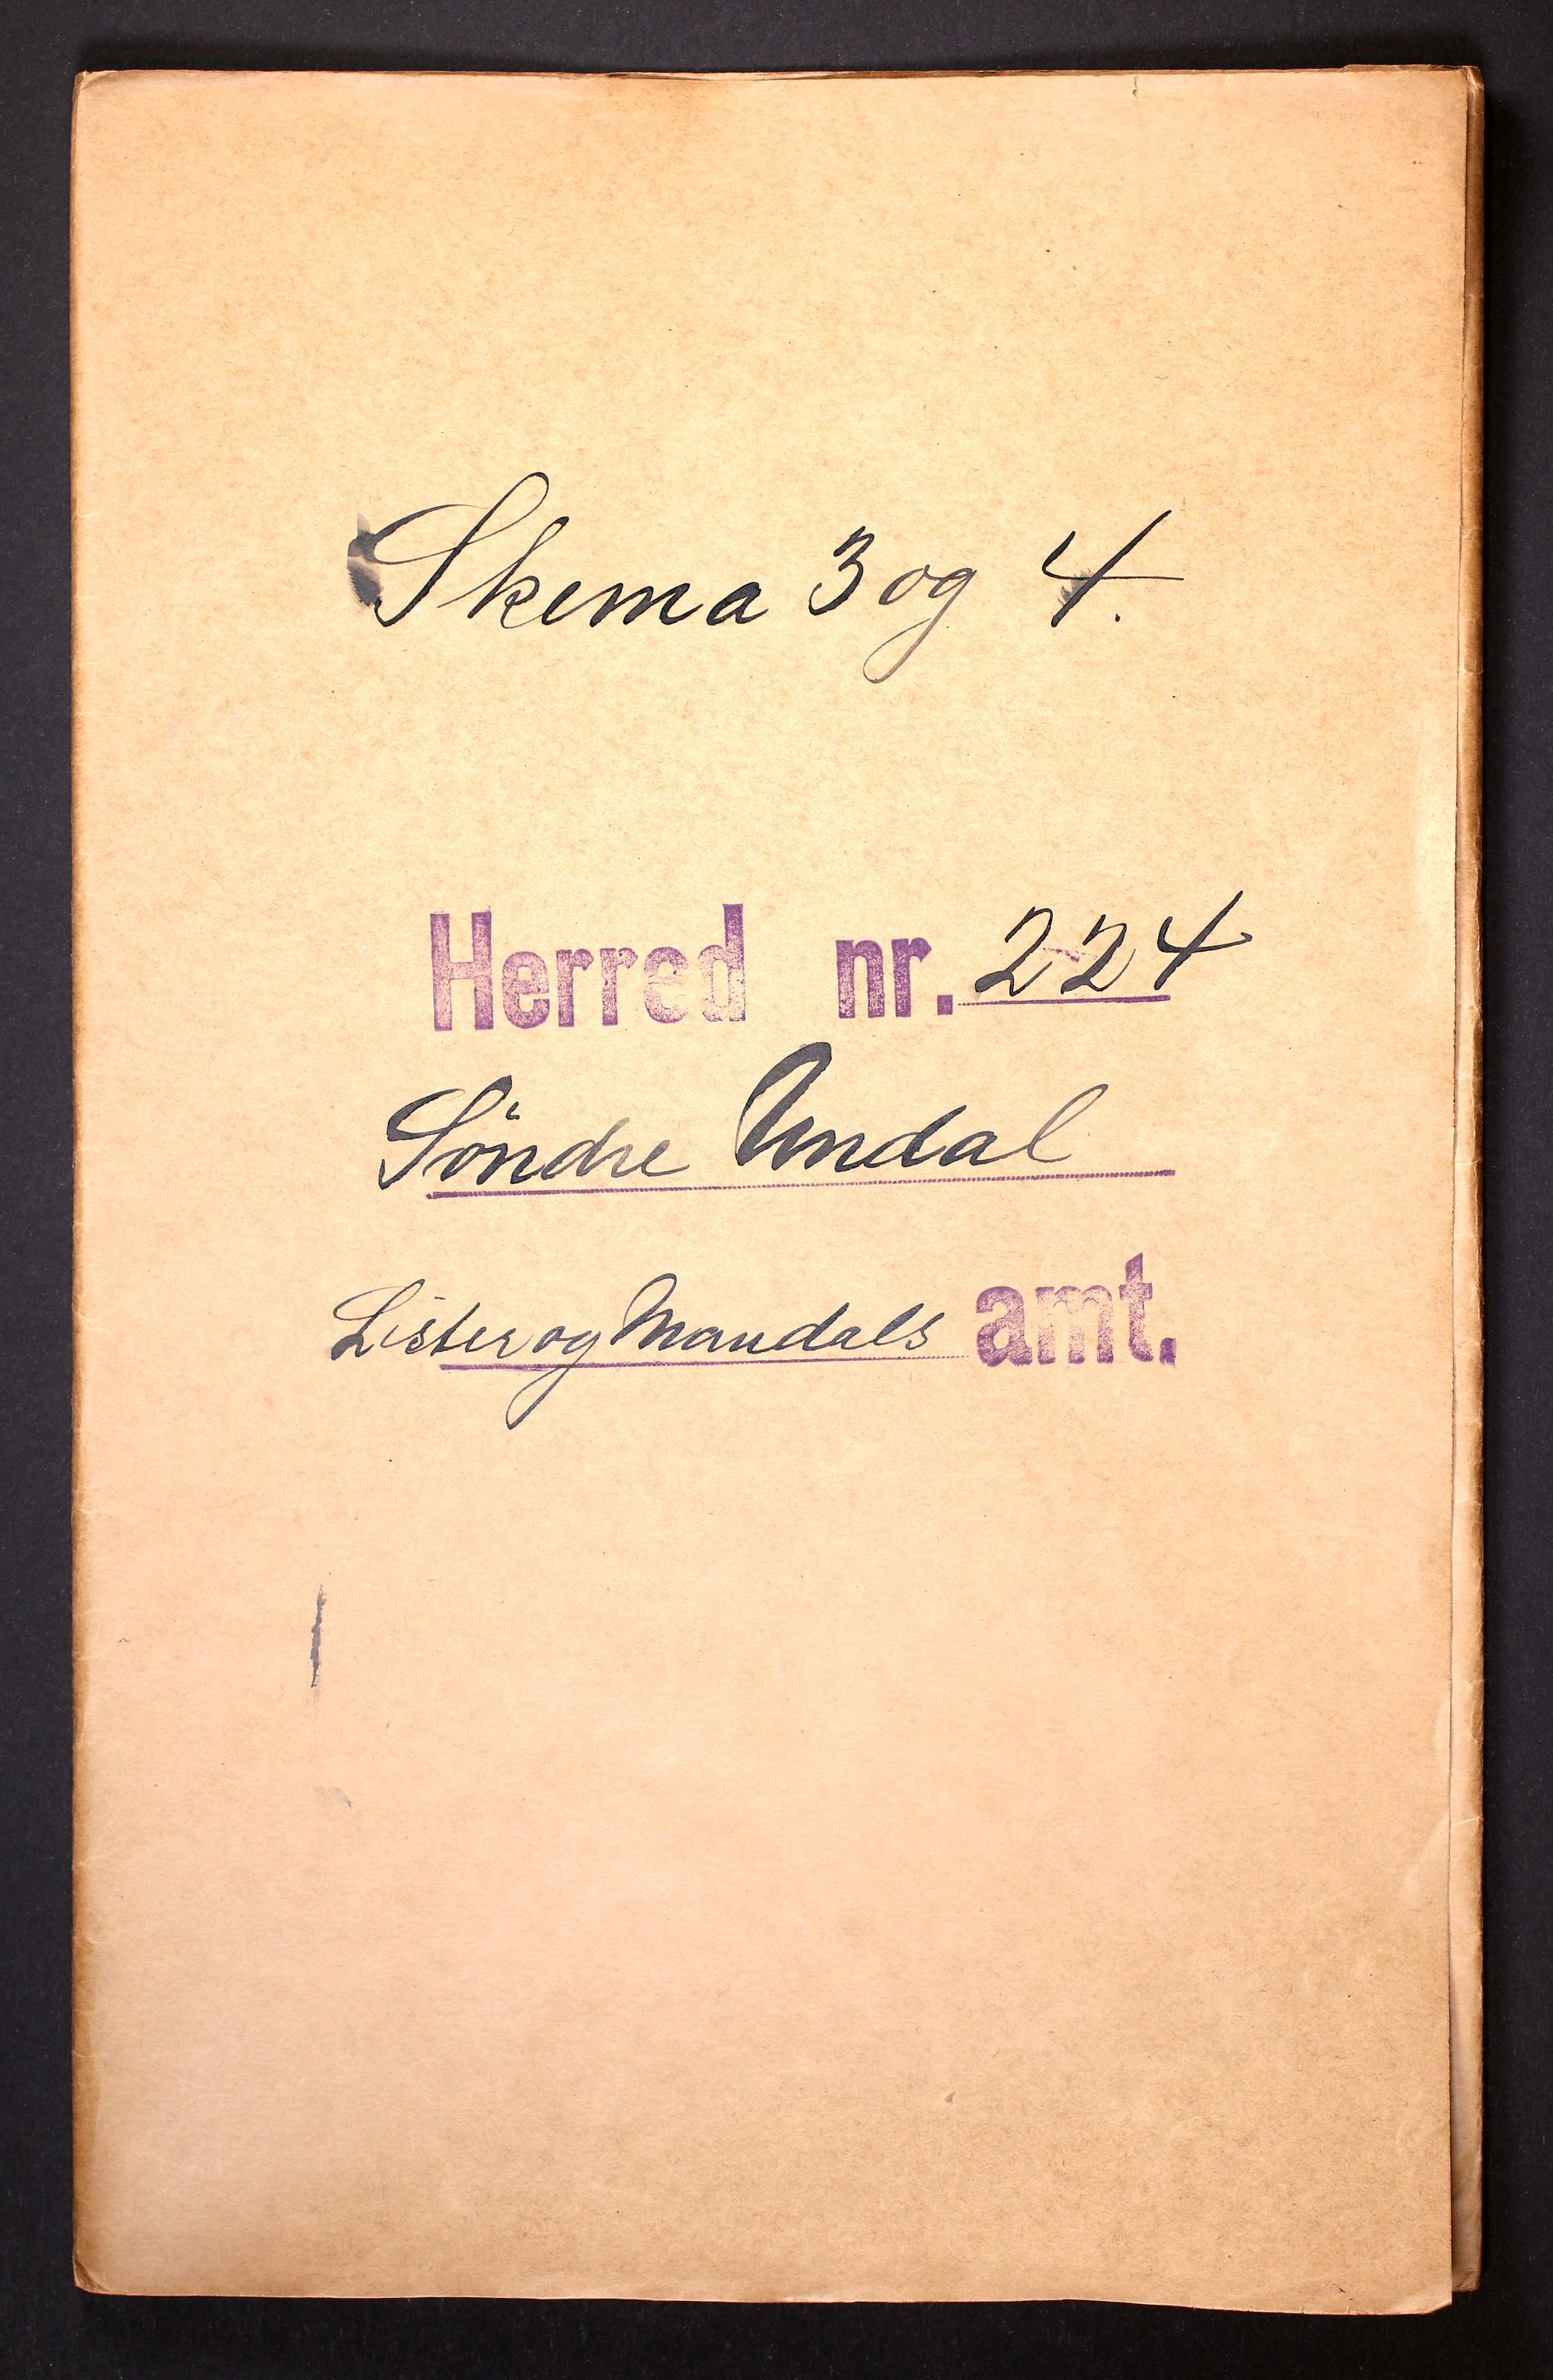 Skema 3 og 4.
Herred nr. 224
Söndre Undal
Lister og Mandals amt.